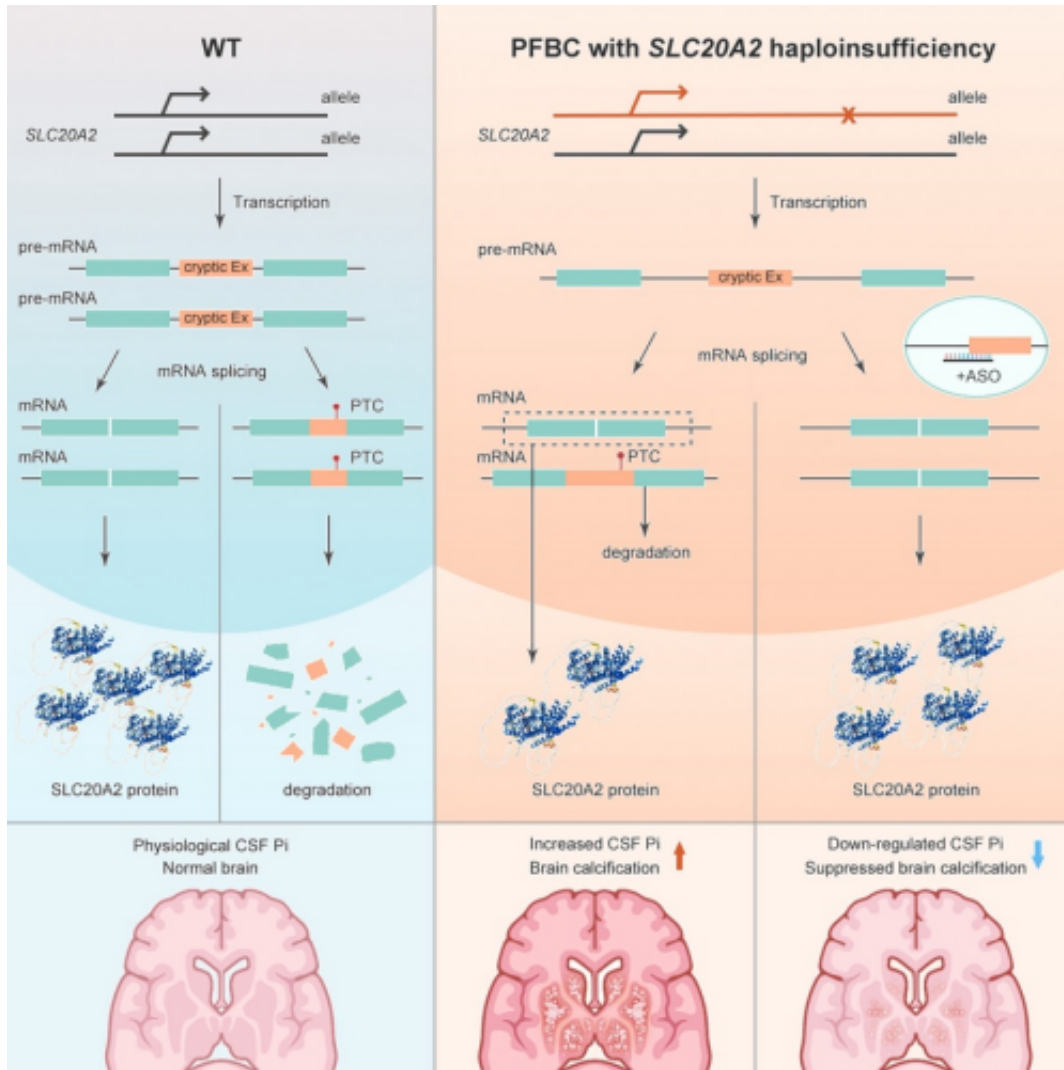 WT
allele
SLC20A2
allele
Transcription
pre-mRNA
cryptic Ex
pre-mRNA
cryptic Ex
mRNA splicing
mRNA
PTC
mRNA
PTC
SLC20A2 protein
degradation
Physiological CSF Pi
Normal brain
PFBC with SLC20A2 haploinsufficiency
allele
SLC20A2
allele
Transcription
pre-mRNA
cryptic Ex
mRNA splicing
+ASO
mRNA
PTC
mRNA
degradation
SLC20A2 protein
SLC20A2 protein
Increased CSF Pi
Brain calcification
Down-regulated CSF Pi
Suppressed brain calcification